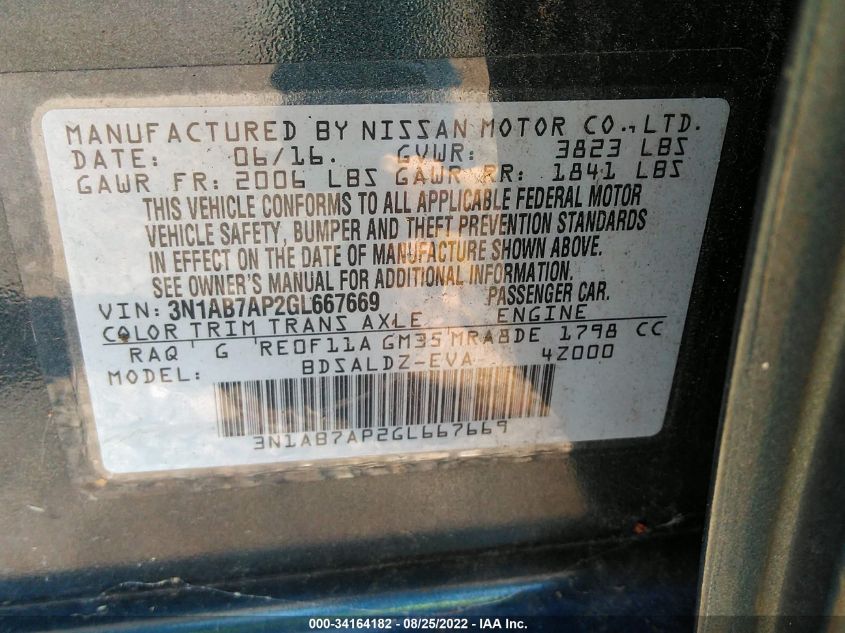 MANUFACTURED BY NISSAN MOTOR CO., LTD.
DATE: 06/16. GVWR: 3823 LBS
GAWR FR: 2006 LBS GAWR RR: 1841 LBS
THIS VEHICLE CONFORMS TO ALL APPLICABLE FEDERAL MOTOR
VEHICLE SAFETY, BUMPER AND THEFT PREVENTION STANDARDS
IN EFFECT ON THE DATE OF MANUFACTURE SHOWN ABOVE.
SEE OWNER'S MANUAL FOR ADDITIONAL INFORMATION.
VIN: 3N1AB7AP2GL667669 PASSENGER CAR.
COLOR TRIM TRANS AXLE ENGINE
RAQ ' G 'RE0F11A GM35'MRA8DE 1798 CC
MODEL: BDSALDZ-EVA- 4Z000
3N1AB7AP2GL667669
000-34164182 - 08/25/2022 - IAA Inc.